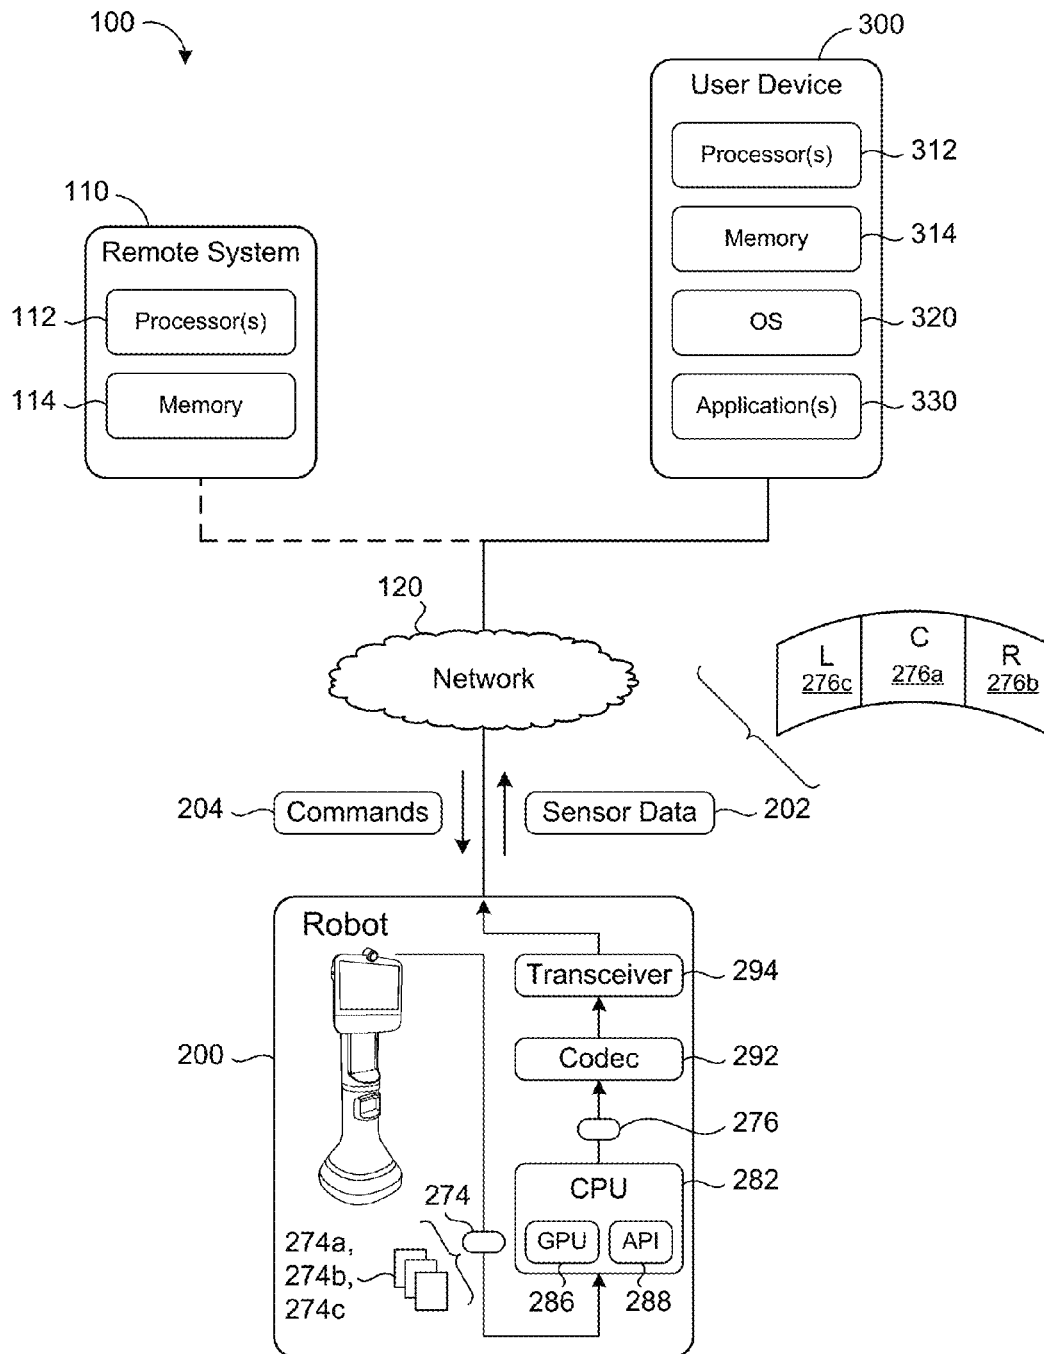 100
300
User Device
Processor(s)
312
Memory
314
OS
320
Application(s)
330
110
Remote System
112
Processor(s)
114
Memory
120
Network
L
276c
C
276a
R
276b
204
Commands
Sensor Data
202
Robot
Transceiver
294
Codec
292
200
276
CPU
282
274
GPU
API
286
288
274a,
274b,
274c